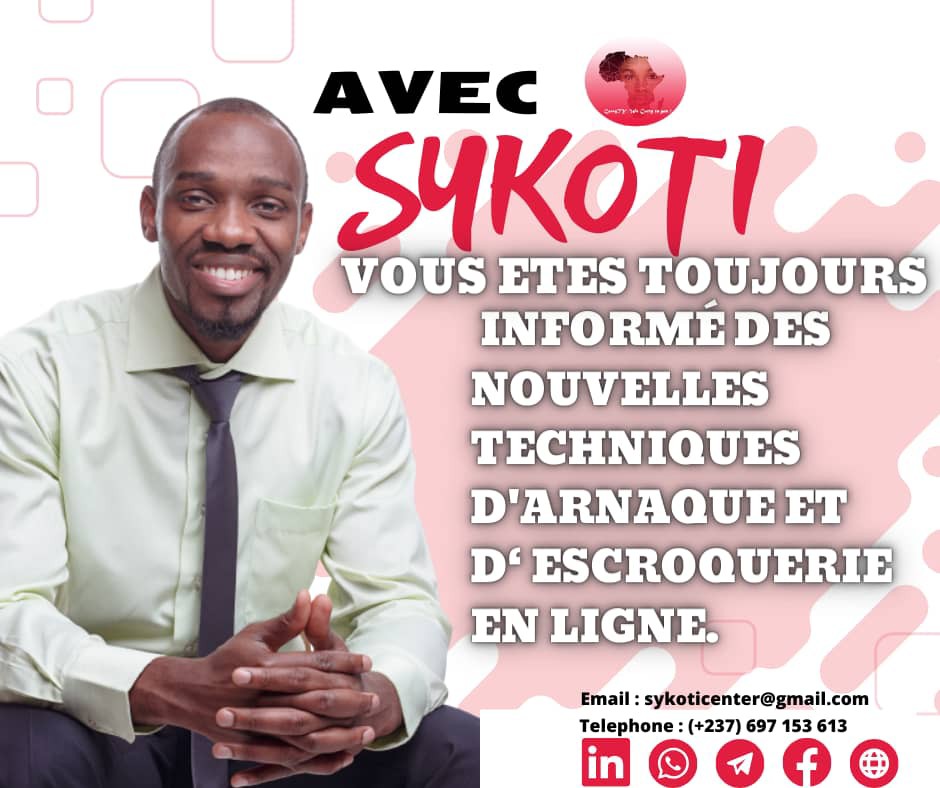 AVEC
SYKOTI
VOUS ETES TOUJOURS
INFORMÉ DES
NOUVELLES
TECHNIQUES
D'ARNAQUE ET
D‘ ESCROQUERIE
EN LIGNE.
Email : sykoticenter@gmail.com
Telephone : (+237) 697 153 613
in